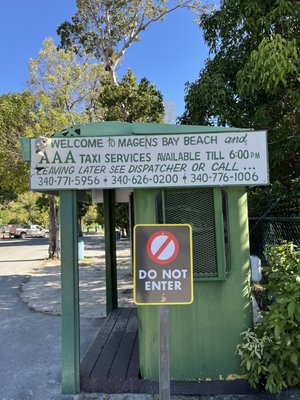 WELCOME to MAGENS BAY BEACH and
AAA TAXI SERVICES AVAILABLE TILL 6:00 PM
LEAVING LATER SEE DISPATCHER OR CALL...
340-771-5956 * 340-626-0200 * 340-776-1006
DO NOT
ENTER